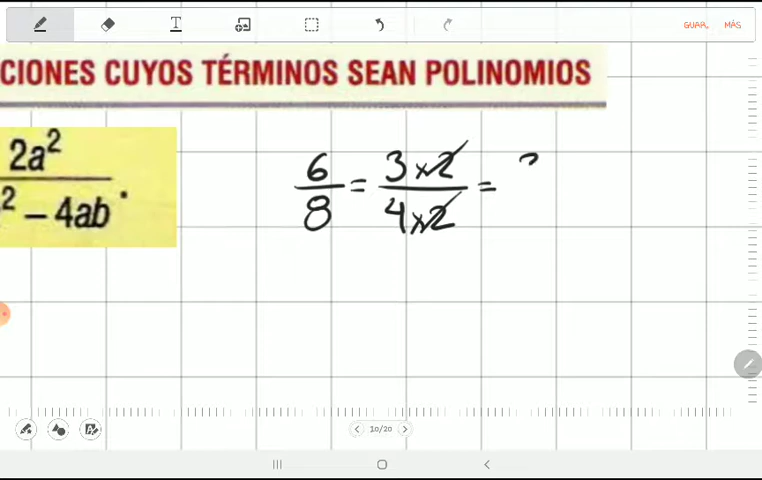 GUAR. MÁS
CIONES CUYOS TÉRMINOS SEAN POLINOMIOS
2a²
² – 4ab .
6/8 = 3 x 2 / 4 x 2 =
10/20